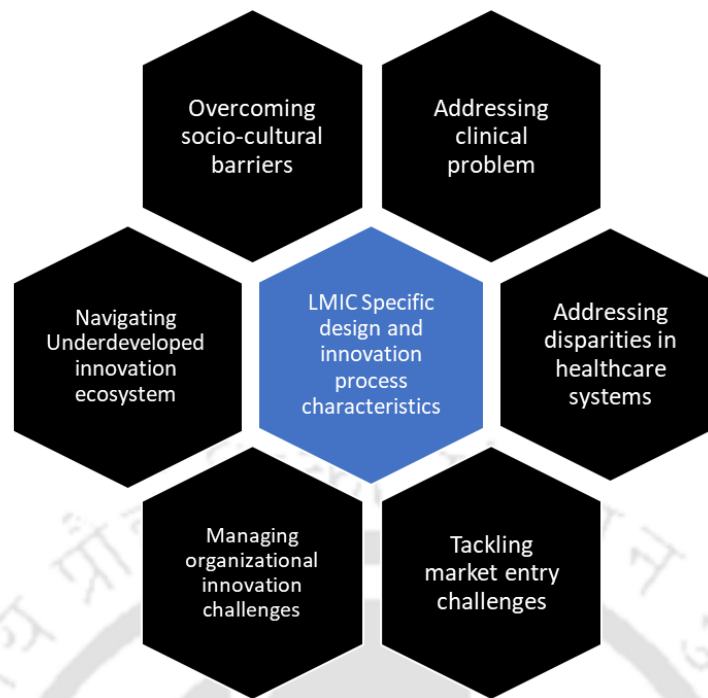 Overcoming
socio-cultural
barriers
Addressing
clinical
problem
Navigating
Underdeveloped
innovation
ecosystem
LMIC Specific
design and
innovation
process
characteristics
Addressing
disparities in
healthcare
systems
Managing
organizational
innovation
challenges
Tackling
market entry
challenges